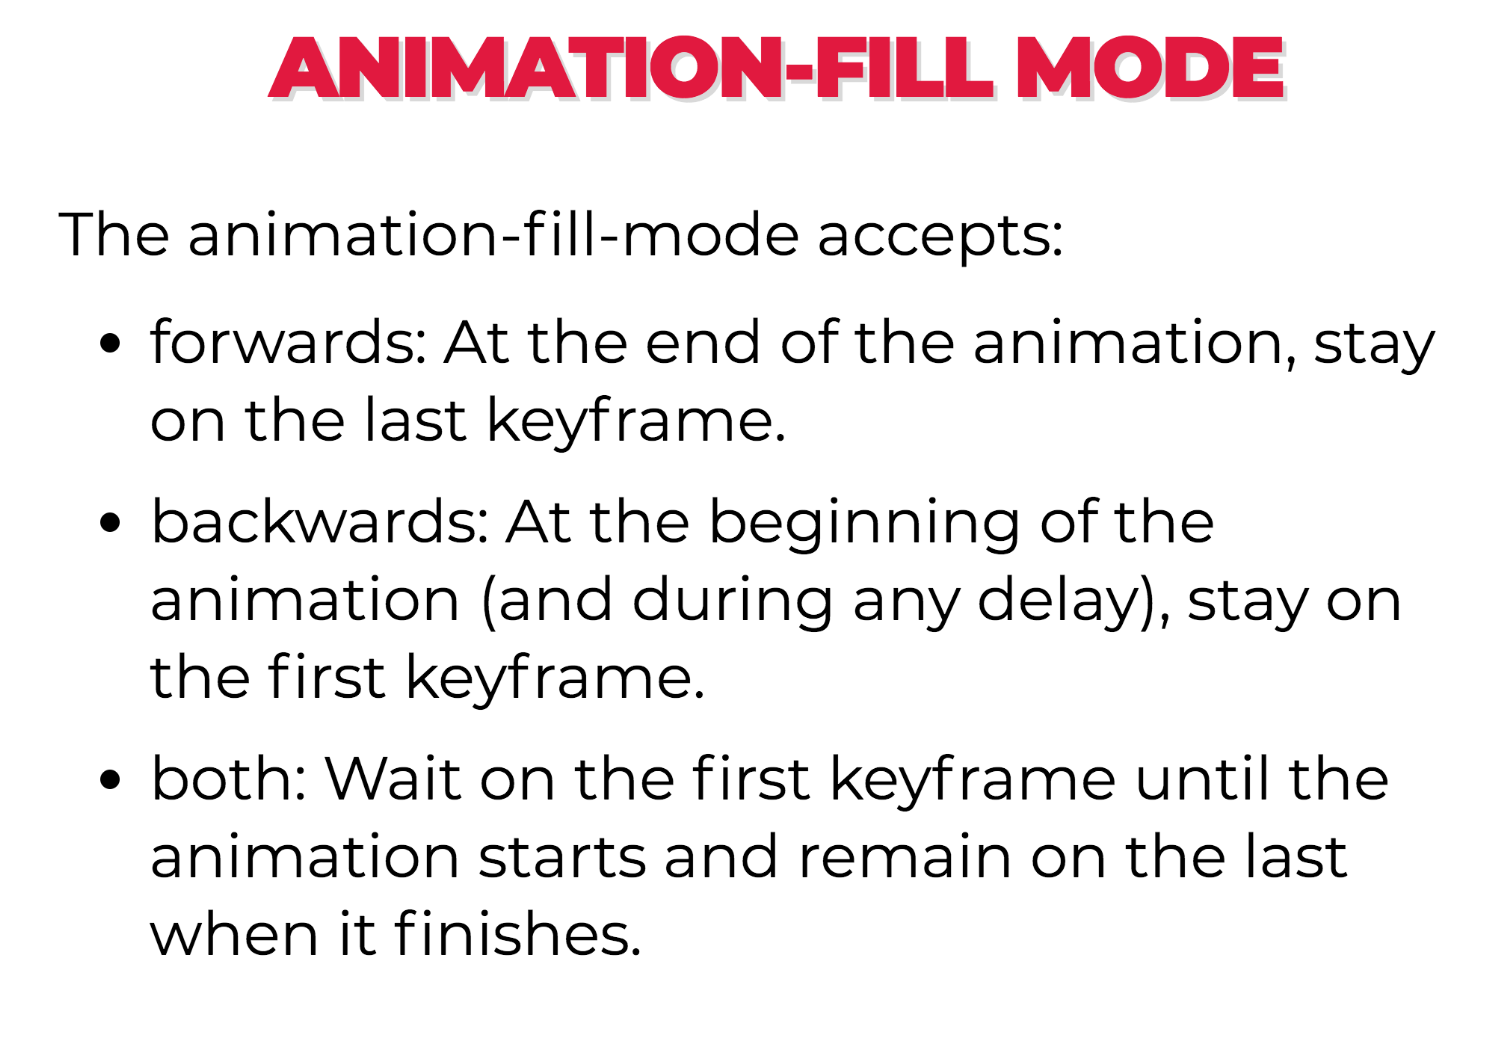 ANIMATION-FILL MODE
The animation-fill-mode accepts:
• forwards: At the end of the animation, stay
on the last keyframe.
• backwards: At the beginning of the
animation (and during any delay), stay on
the first keyframe.
• both: Wait on the first keyframe until the
animation starts and remain on the last
when it finishes.